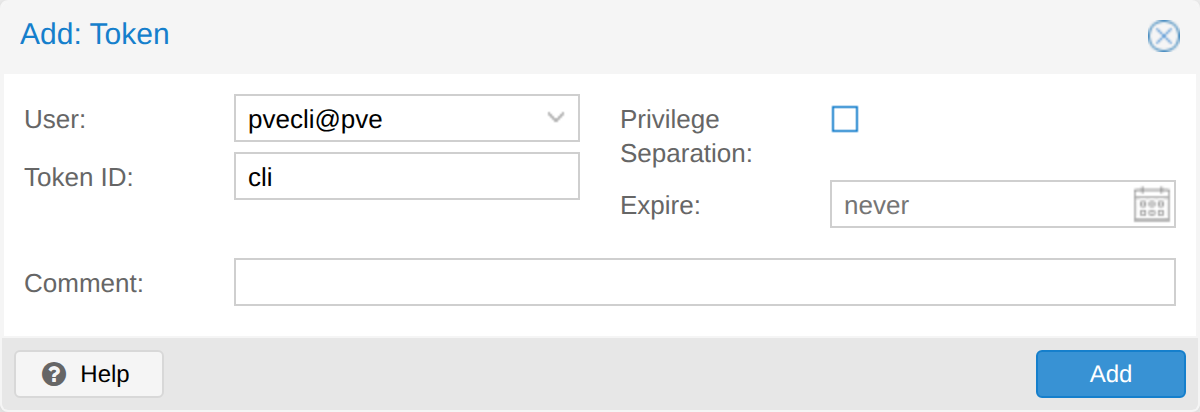 Add: Token
User:
pvecli@pve
Privilege
Separation:
Token ID:
cli
Expire:
never
Comment:
Help
Add